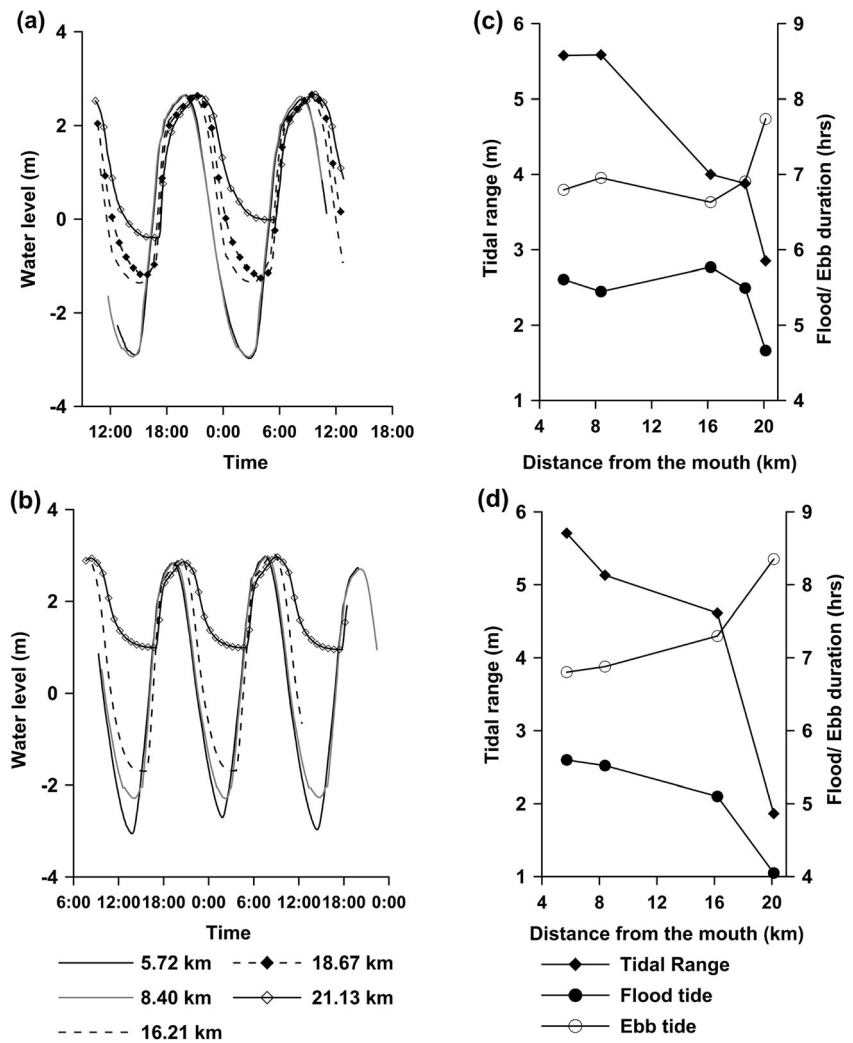 (a)
4
2
0
-2
-4
Water level (m)
12:00 18:00 0:00 6:00 12:00 18:00
Time
(c)
6
5
4
3
2
1
Tidal range (m)
9
8
7
6
5
4
Flood/ Ebb duration (hrs)
4 8 12 16 20
Distance from the mouth (km)
(b)
4
2
0
-2
-4
Water level (m)
6:00 12:00 18:00 0:00 6:00 12:00 18:00 0:00
Time
(d)
6
5
4
3
2
1
Tidal range (m)
9
8
7
6
5
4
Flood/ Ebb duration (hrs)
4 8 12 16 20
Distance from the mouth (km)
5.72 km
8.40 km
16.21 km
18.67 km
21.13 km
Tidal Range
Flood tide
Ebb tide